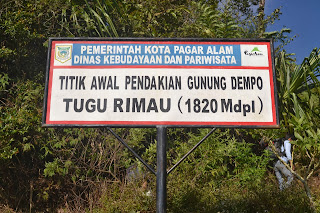 PEMERINTAH KOTA PAGAR ALAM
DINAS KEBUDAYAAN DAN PARIWISATA
TITIK AWAL PENDAKIAN GUNUNG DEMPO
TUGU RIMAU (1820 Mdpl)